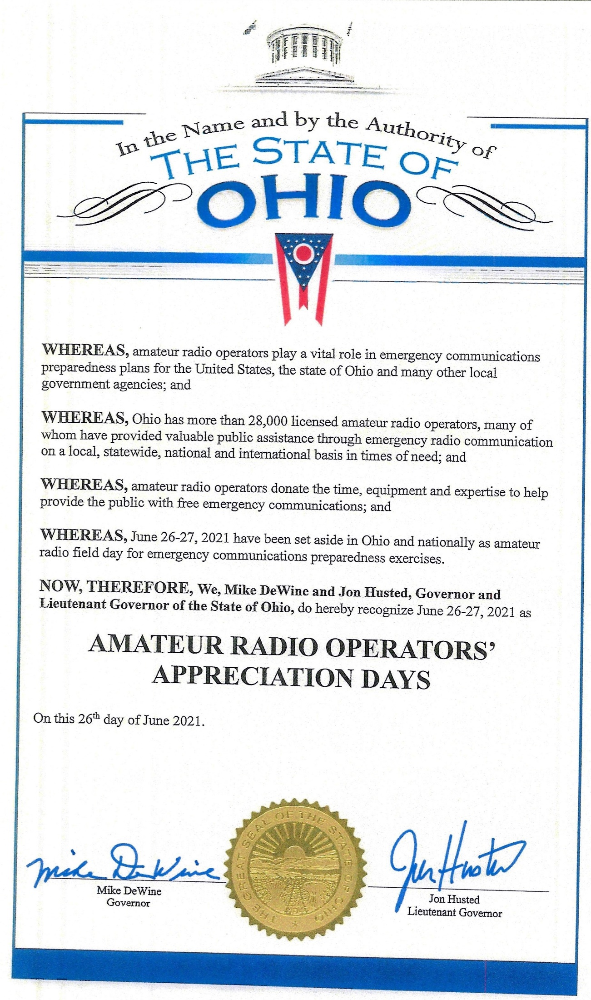 In the Name and by the Authority of
THE STATE OF
OHIO
WHEREAS, amateur radio operators play a vital role in emergency communications
preparedness plans for the United States, the state of Ohio and many other local
government agencies; and
WHEREAS, Ohio has more than 28,000 licensed amateur radio operators, many of
whom have provided valuable public assistance through emergency radio communication
on a local, statewide, national and international basis in times of need; and
WHEREAS, amateur radio operators donate the time, equipment and expertise to help
provide the public with free emergency communications; and
WHEREAS, June 26-27, 2021 have been set aside in Ohio and nationally as amateur
radio field day for emergency communications preparedness exercises.
NOW, THEREFORE, We, Mike DeWine and Jon Husted, Governor and
Lieutenant Governor of the State of Ohio, do hereby recognize June 26-27, 2021 as
AMATEUR RADIO OPERATORS’
APPRECIATION DAYS
On this 26th day of June 2021.
THE GREAT SEAL OF THE STATE OF OHIO
Mike DeWine
Mike DeWine
Governor
Jon Husted
Jon Husted
Lieutenant Governor